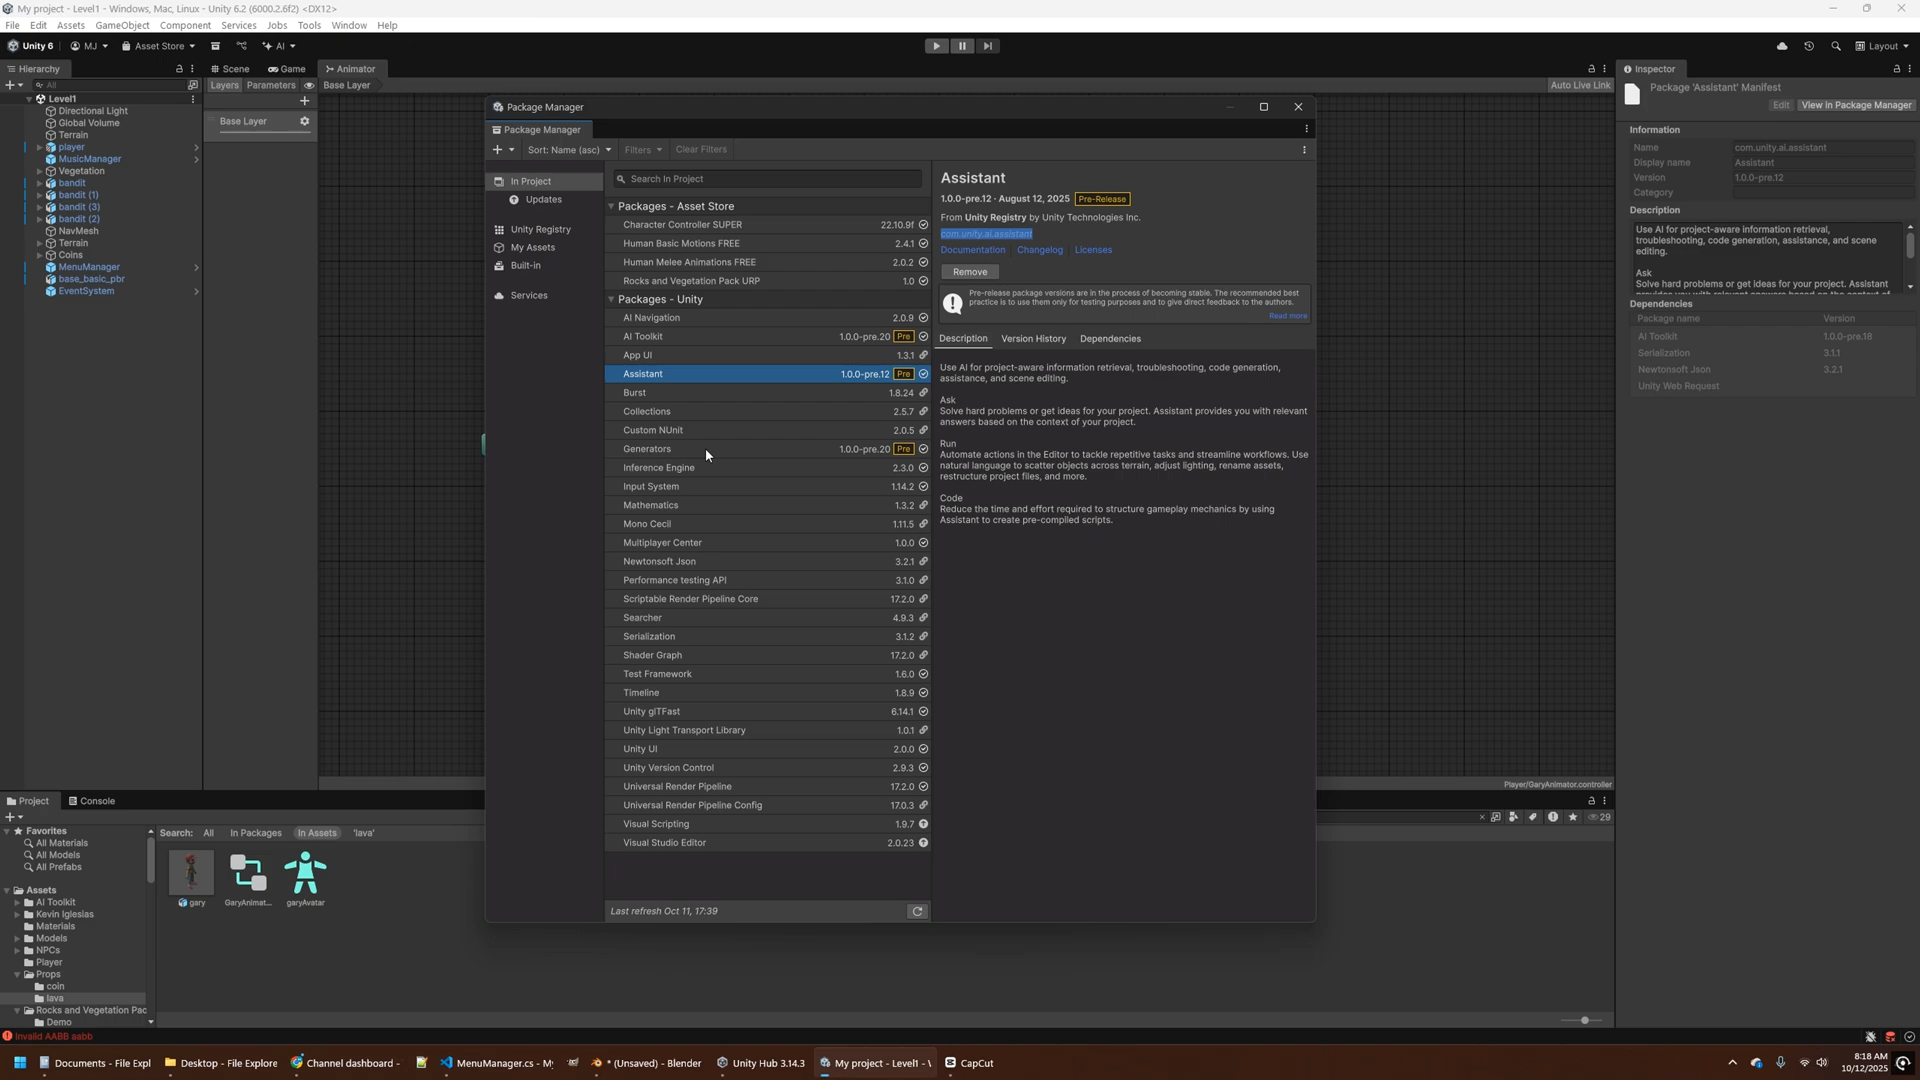 My project - Level1 - Windows, Mac, Linux - Unity 6.2 (6000.2.6f2) <DX12>
File Edit Assets GameObject Component Services Jobs Tools Window Help
Unity 6 MJ Asset Store AI Layout
Hierarchy Scene Game Animator Inspector
All Layers Parameters Base Layer Auto Live Link
Package 'Assistant' Manifest
Edit View in Package Manager
Level1
Directional Light
Global Volume
Terrain
player
MusicManager
Vegetation
bandit
bandit (1)
bandit (3)
bandit (2)
NavMesh
Terrain
Coins
MenuManager
base_basic_pbr
EventSystem
Base Layer
Package Manager
Package Manager
Sort: Name (asc) Filters Clear Filters
In Project
Updates
Unity Registry
My Assets
Built-in
Services
Search In Project
Packages - Asset Store
Character Controller SUPER 22.10.9f
Human Basic Motions FREE 2.4.1
Human Melee Animations FREE 2.0.2
Rocks and Vegetation Pack URP 1.0
Packages - Unity
AI Navigation 2.0.9
AI Toolkit 1.0.0-pre.20 Pre
App UI 1.3.1
Assistant 1.0.0-pre.12 Pre
Burst 1.8.24
Collections 2.5.7
Custom NUnit 2.0.5
Generators 1.0.0-pre.20 Pre
Inference Engine 2.3.0
Input System 1.14.2
Mathematics 1.3.2
Mono Cecil 1.11.5
Multiplayer Center 1.0.0
Newtonsoft Json 3.2.1
Performance testing API 3.1.0
Scriptable Render Pipeline Core 17.2.0
Searcher 4.9.3
Serialization 3.1.2
Shader Graph 17.2.0
Test Framework 1.6.0
Timeline 1.8.9
Unity glTFast 6.14.1
Unity Light Transport Library 1.0.1
Unity UI 2.0.0
Unity Version Control 2.9.3
Universal Render Pipeline 17.2.0
Universal Render Pipeline Config 17.0.3
Visual Scripting 1.9.7
Visual Studio Editor 2.0.23
Last refresh Oct 11, 17:39
Assistant
1.0.0-pre.12 · August 12, 2025 Pre-Release
From Unity Registry by Unity Technologies Inc.
com.unity.ai.assistant
Documentation Changelog Licenses
Remove
Pre-release package versions are in the process of becoming stable. The recommended best
practice is to use them only for testing purposes and to give direct feedback to the authors.
Read more
Description Version History Dependencies
Use AI for project-aware information retrieval, troubleshooting, code generation,
assistance, and scene editing.
Ask
Solve hard problems or get ideas for your project. Assistant provides you with relevant
answers based on the context of your project.
Run
Automate actions in the Editor to tackle repetitive tasks and streamline workflows. Use
natural language to scatter objects across terrain, adjust lighting, rename assets,
restructure project files, and more.
Code
Reduce the time and effort required to structure gameplay mechanics by using
Assistant to create pre-compiled scripts.
Information
Name com.unity.ai.assistant
Display name Assistant
Version 1.0.0-pre.12
Category
Description
Use AI for project-aware information retrieval,
troubleshooting, code generation, assistance, and scene
editing.
Ask
Solve hard problems or get ideas for your project. Assistant
Dependencies
Package name Version
AI Toolkit 1.0.0-pre.18
Serialization 3.1.1
Newtonsoft Json 3.2.1
Unity Web Request
Player/GaryAnimator.controller
Project Console
29
Favorites
All Materials
All Models
All Prefabs
Assets
AI Toolkit
Kevin Iglesias
Materials
Models
NPCs
Player
Props
coin
lava
Rocks and Vegetation Pac
Demo
Search: All In Packages In Assets 'lava'
gary GaryAnimat... garyAvatar
Invalid AABB aabb
Documents - File Expl Desktop - File Explore Channel dashboard - MenuManager.cs - My * (Unsaved) - Blender Unity Hub 3.14.3 My project - Level1 - CapCut
8:18 AM
10/12/2025